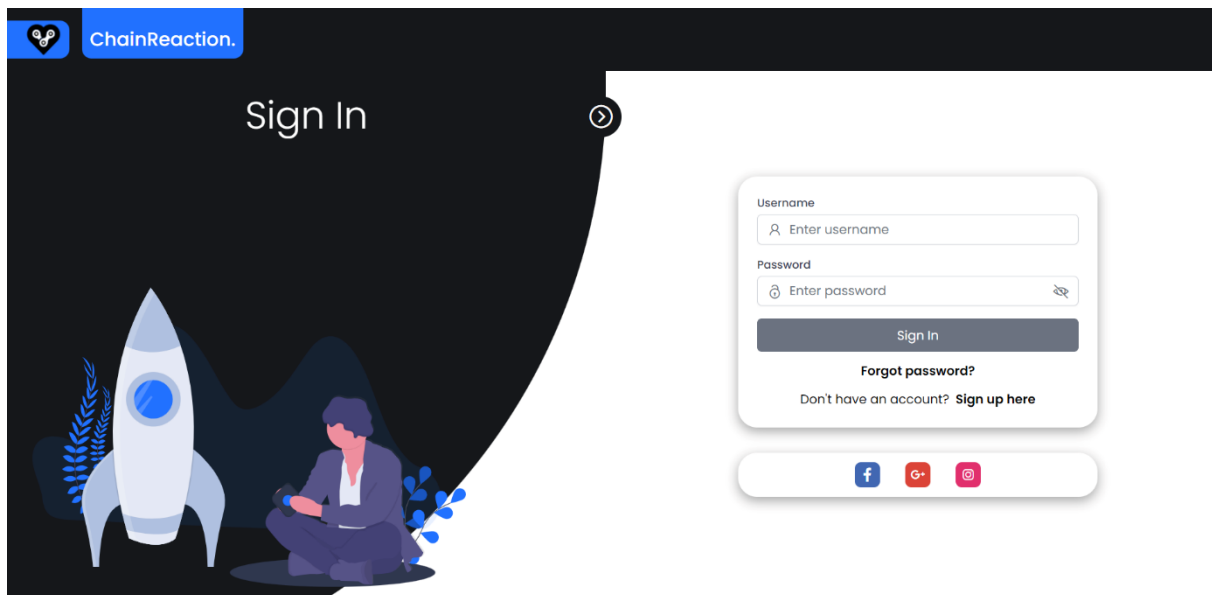 ChainReaction.
Sign In
Username
Enter username
Password
Enter password
Sign In
Forgot password?
Don't have an account? Sign up here
f
G+